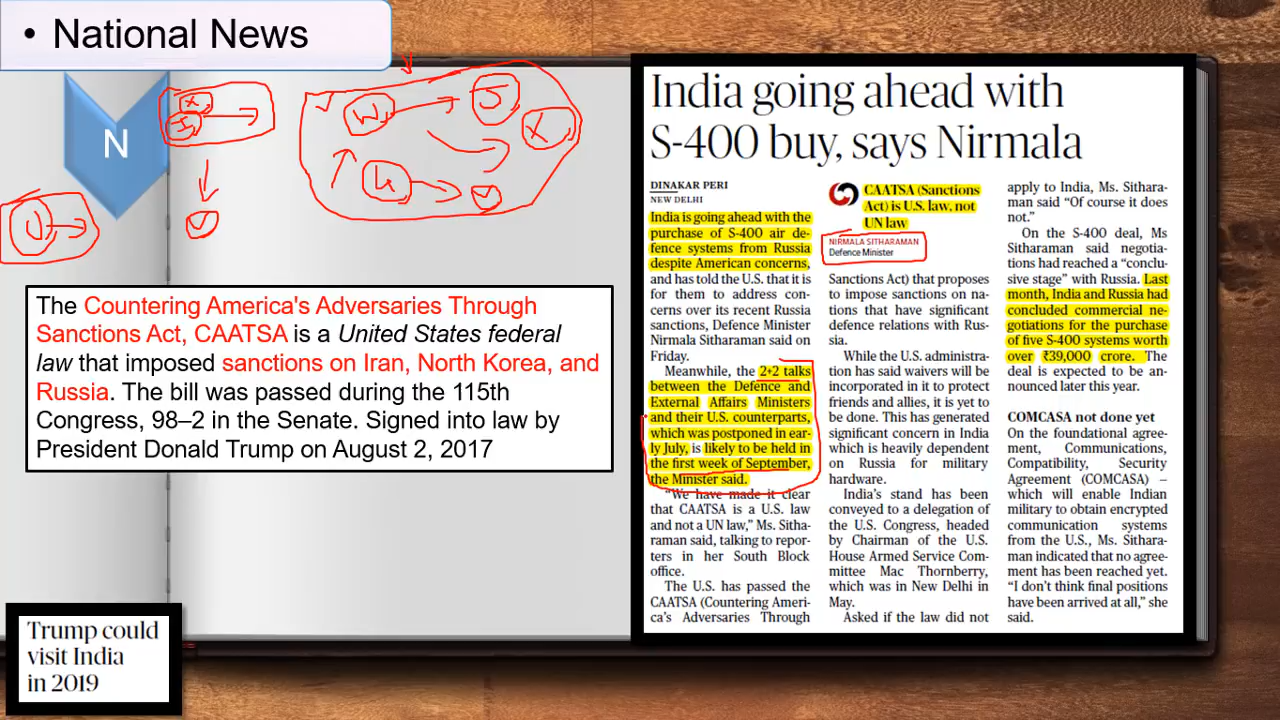 • National News
N
The Countering America's Adversaries Through
Sanctions Act, CAATSA is a United States federal
law that imposed sanctions on Iran, North Korea, and
Russia. The bill was passed during the 115th
Congress, 98–2 in the Senate. Signed into law by
President Donald Trump on August 2, 2017
Trump could
visit India
in 2019
India going ahead with
S-400 buy, says Nirmala
DINAKAR PERI
NEW DELHI
India is going ahead with the
purchase of S-400 air de-
fence systems from Russia
despite American concerns,
and has told the U.S. that it is
for them to address con-
cerns over its recent Russia
sanctions, Defence Minister
Nirmala Sitharaman said on
Friday.
Meanwhile, the 2+2 talks
between the Defence and
External Affairs Ministers
and their U.S. counterparts,
which was postponed in ear-
ly July, is likely to be held in
the first week of September,
the Minister said.
“We have made it clear
that CAATSA is a U.S. law
and not a UN law,” Ms. Sitha-
raman said, talking to repor-
ters in her South Block
office.
The U.S. has passed the
CAATSA (Countering Ameri-
ca's Adversaries Through
CAATSA (Sanctions
Act) is U.S. law, not
UN law
NIRMALA SITHARAMAN
Defence Minister
Sanctions Act) that proposes
to impose sanctions on na-
tions that have significant
defence relations with Rus-
sia.
While the U.S. administra-
tion has said waivers will be
incorporated in it to protect
friends and allies, it is yet to
be done. This has generated
significant concern in India
which is heavily dependent
on Russia for military
hardware.
India's stand has been
conveyed to a delegation of
the U.S. Congress, headed
by Chairman of the U.S.
House Armed Service Com-
mittee Mac Thornberry,
which was in New Delhi in
May.
Asked if the law did not
apply to India, Ms. Sithara-
man said “Of course it does
not.”
On the S-400 deal, Ms
Sitharaman said negotia-
tions had reached a “conclu-
sive stage” with Russia. Last
month, India and Russia had
concluded commercial ne-
gotiations for the purchase
of five S-400 systems worth
over ₹39,000 crore. The
deal is expected to be an-
nounced later this year.
COMCASA not done yet
On the foundational agree-
ment, Communications,
Compatibility, Security
Agreement (COMCASA) —
which will enable Indian
military to obtain encrypted
communication systems
from the U.S., Ms. Sithara-
man indicated that no agree-
ment has been reached yet.
“I don't think final positions
have been arrived at all,” she
said.